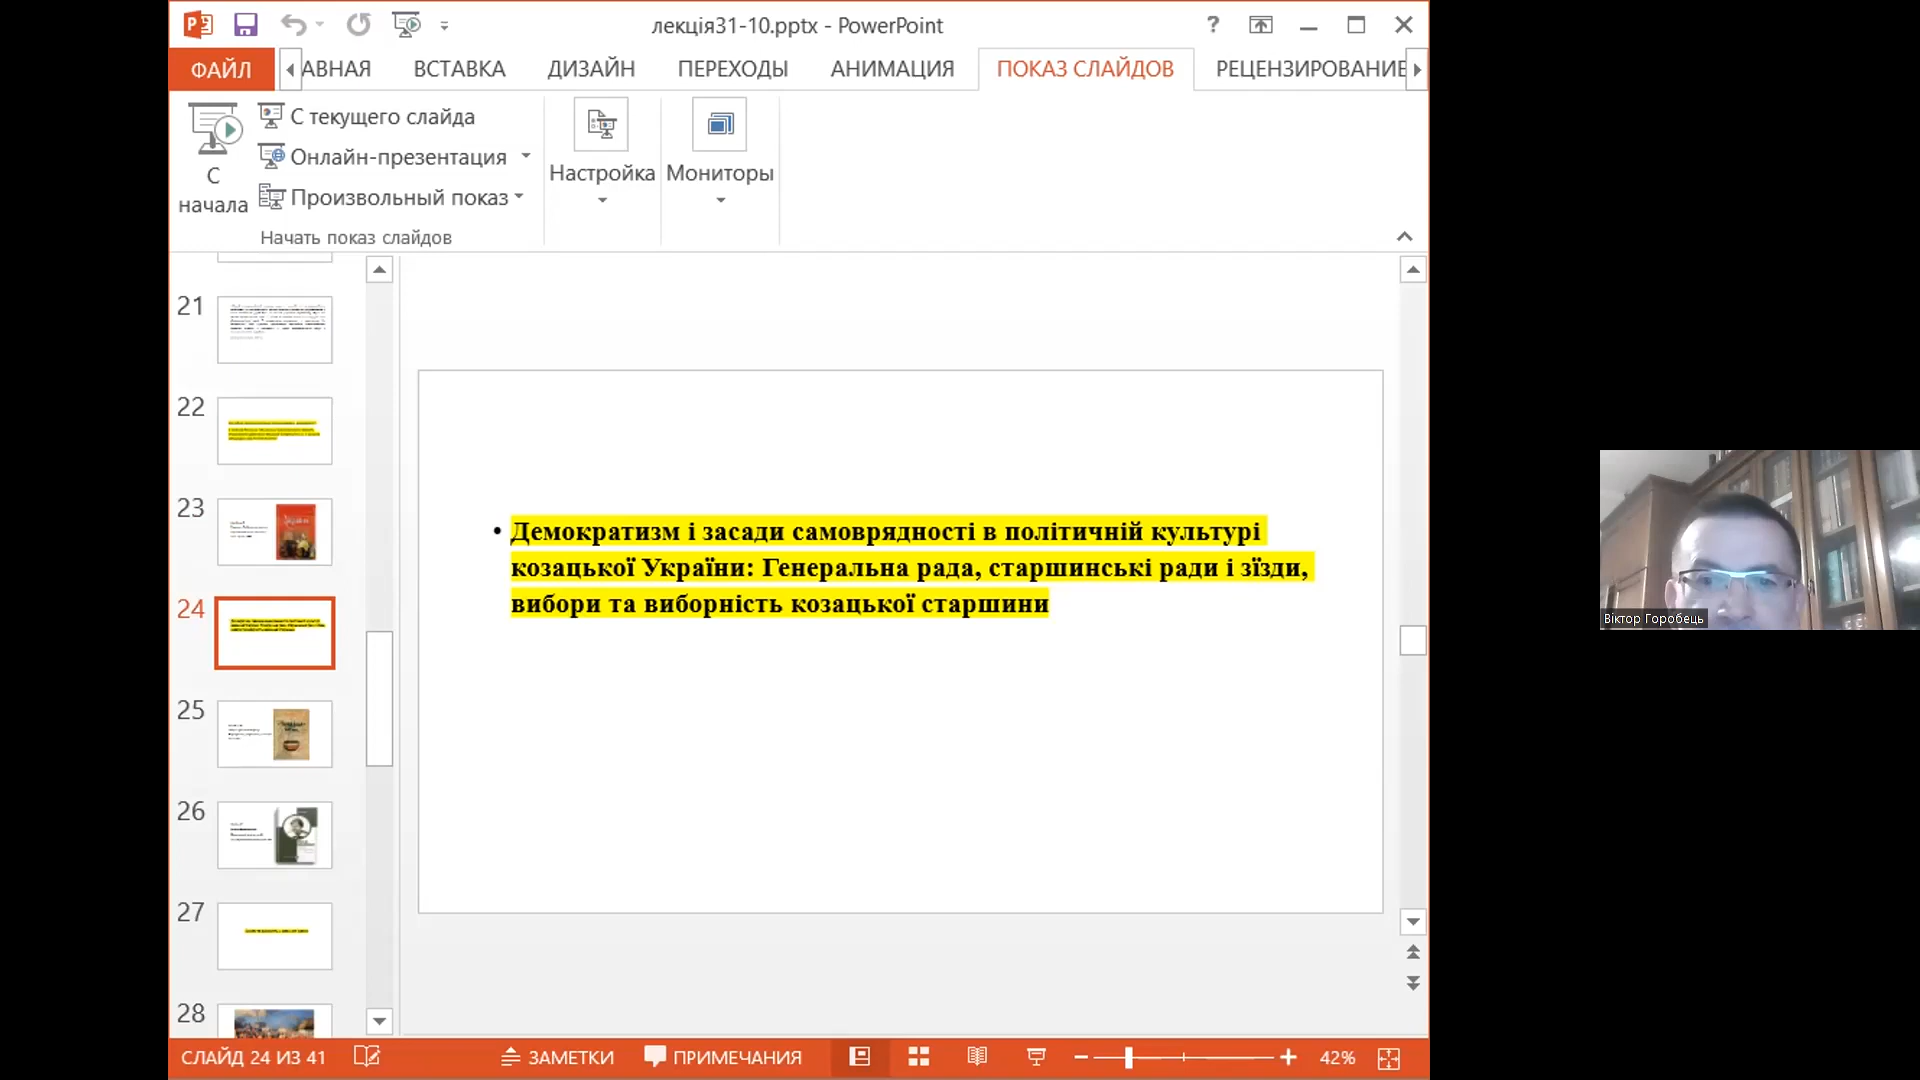 лекція31-10.pptx - PowerPoint
?
ФАЙЛ
АВНАЯ
ВСТАВКА
ДИЗАЙН
ПЕРЕХОДЫ
АНИМАЦИЯ
ПОКАЗ СЛАЙДОВ
РЕЦЕНЗИРОВАНИЕ
С начала
С текущего слайда
Онлайн-презентация
Произвольный показ
Настройка
Мониторы
Начать показ слайдов
21
22
23
24
25
26
27
28
• Демократизм і засади самоврядності в політичній культурі
козацької України: Генеральна рада, старшинські ради і зїзди,
вибори та виборність козацької старшини
Віктор Горобець
СЛАЙД 24 ИЗ 41
ЗАМЕТКИ
ПРИМЕЧАНИЯ
42%